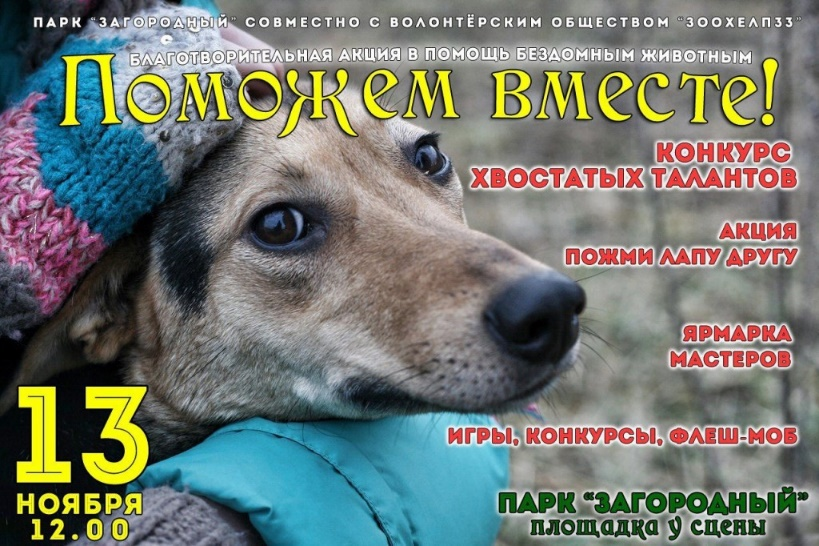 ПАРК "ЗАГОРОДНЫЙ" СОВМЕСТНО С ВОЛОНТЁРСКИМ ОБЩЕСТВОМ "ЗООХЕЛП33"
БЛАГОТВОРИТЕЛЬНАЯ АКЦИЯ В ПОМОЩЬ БЕЗДОМНЫМ ЖИВОТНЫМ
Поможем вместе!
КОНКУРС
ХВОСТАТЫХ ТАЛАНТОВ
АКЦИЯ
ПОЖМИ ЛАПУ ДРУГУ
ЯРМАРКА
МАСТЕРОВ
ИГРЫ, КОНКУРСЫ, ФЛЕШ-МОБ
13
НОЯБРЯ
12.00
ПАРК "ЗАГОРОДНЫЙ"
площадка у сцены